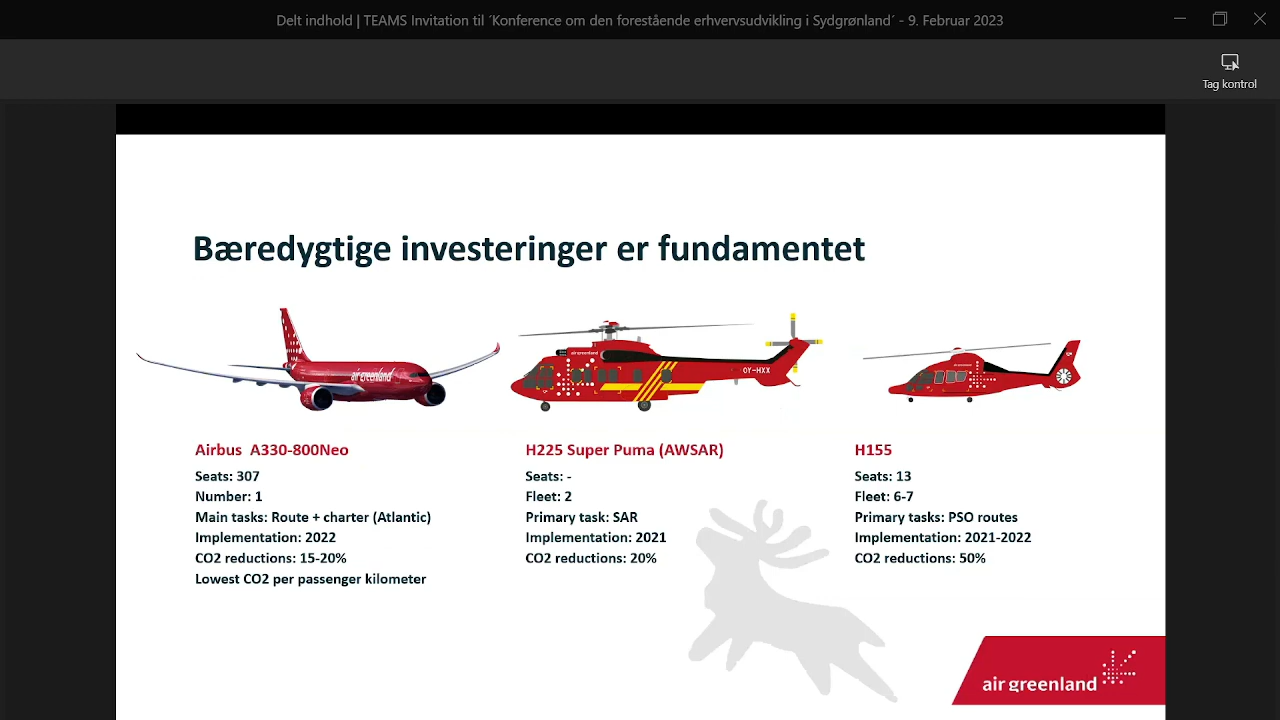 Delt indhold | TEAMS Invitation til ´Konference om den forestående erhvervsudvikling i Sydgrønland´ - 9. Februar 2023
Tag kontrol
Bæredygtige investeringer er fundamentet
air greenland
air greenland
OY-HXX
Airbus A330-800Neo
Seats: 307
Number: 1
Main tasks: Route + charter (Atlantic)
Implementation: 2022
CO2 reductions: 15-20%
Lowest CO2 per passenger kilometer
H225 Super Puma (AWSAR)
Seats: -
Fleet: 2
Primary task: SAR
Implementation: 2021
CO2 reductions: 20%
H155
Seats: 13
Fleet: 6-7
Primary tasks: PSO routes
Implementation: 2021-2022
CO2 reductions: 50%
air greenland